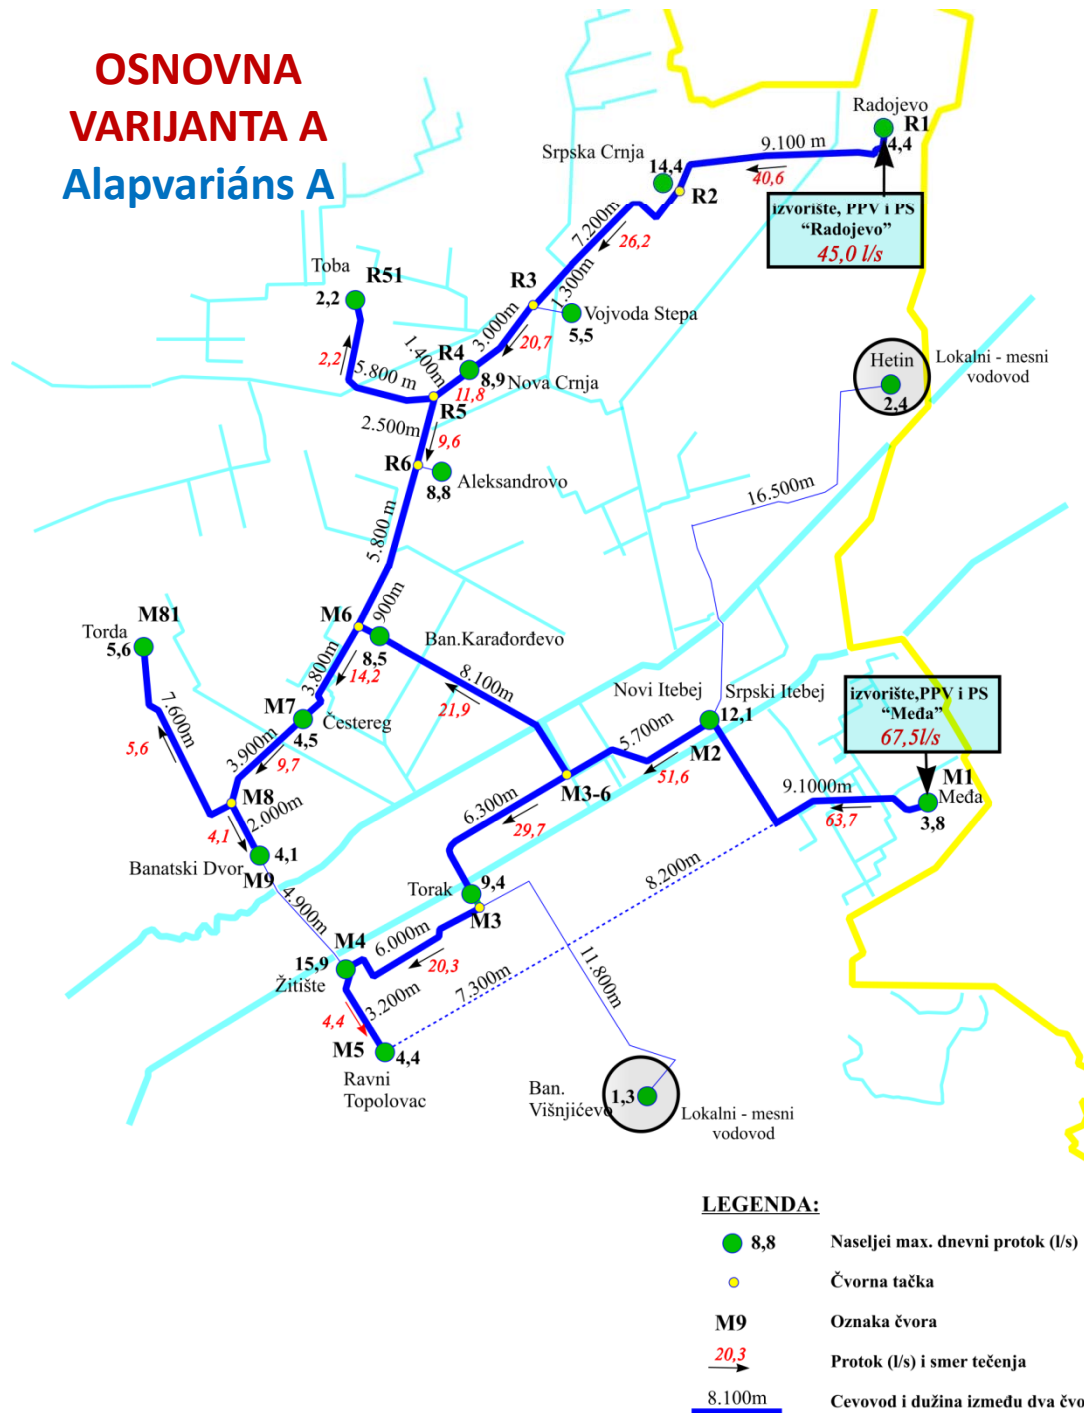 OSNOVNA
VARIJANTA A
Alapvariáns A
Radojevo
R1
4,4
9.100 m
40,6
Srpska Crnja
14,4
R2
izvorište, PPV i PS
“Radojevo”
45,0 l/s
7.200m
26,2
Toba
R51
2,2
R3
1.300m
Vojvoda Stepa
5,5
3.000m
20,7
R4
8,9
Nova Crnja
1.400m
11,8
2,2
5.800 m
R5
2.500m
9,6
R6
8,8
Aleksandrovo
Hetin
2,4
Lokalni - mesni
vodovod
16.500m
5.800 m
M81
Torda
5,6
M6
900m
8,5
Ban.Karađorđevo
3.800m
14,2
8.100m
21,9
Novi Itebej
Srpski Itebej
12,1
M2
izvorište,PPV i PS
“Međa”
67,5l/s
M7
Čestereg
4,5
7.600m
5,6
3.900m
9,7
5.700m
51,6
M3-6
9.1000m
63,7
M1
Međa
3,8
M8
2.000m
4,1
6.300m
29,7
Banatski Dvor
4,1
M9
8.200m
Torak
9,4
M3
4.900m
M4
15,9
Žitište
6.000m
20,3
7.300m
11.800m
3.200m
4,4
M5
4,4
Ravni
Topolovac
Ban.
Višnjićevo
1,3
Lokalni - mesni
vodovod
LEGENDA:
8,8
Naseljei max. dnevni protok (l/s)
Čvorna tačka
M9
Oznaka čvora
20,3
Protok (l/s) i smer tečenja
8.100m
Cevovod i dužina između dva čvo